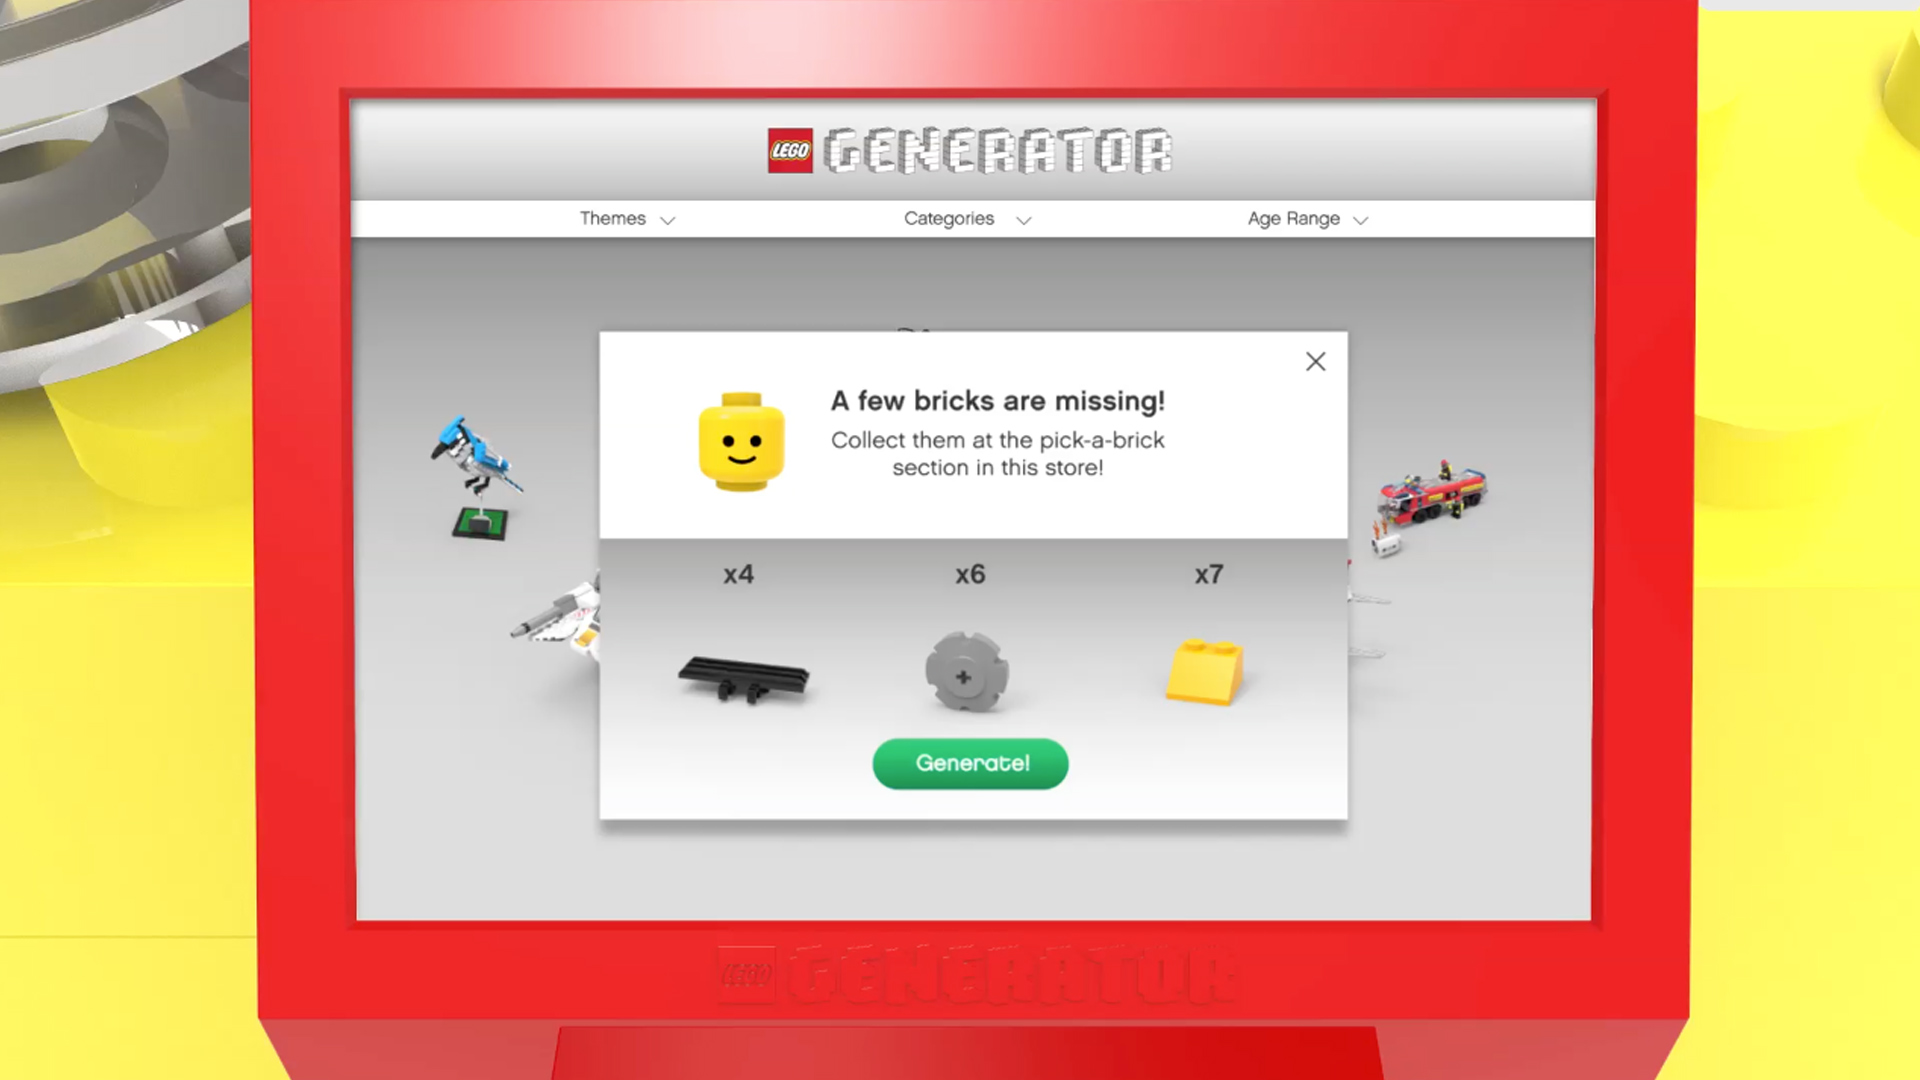 LEGO GENERATOR
Themes
Categories
Age Range
A few bricks are missing!
Collect them at the pick-a-brick
section in this store!
x4
x6
x7
Generate!
LEGO GENERATOR